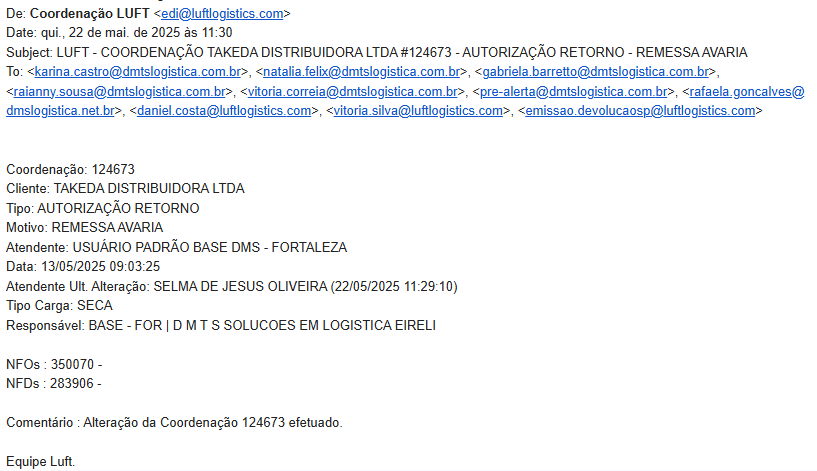 De: Coordenação LUFT <edi@luftlogistics.com>
Date: qui., 22 de mai. de 2025 às 11:30
Subject: LUFT - COORDENAÇÃO TAKEDA DISTRIBUIDORA LTDA #124673 - AUTORIZAÇÃO RETORNO - REMESSA AVARIA
To: <karina.castro@dmtslogistica.com.br>, <natalia.felix@dmtslogistica.com.br>, <gabriela.barretto@dmtslogistica.com.br>,
<raianny.sousa@dmtslogistica.com.br>, <vitoria.correia@dmtslogistica.com.br>, <pre-alerta@dmtslogistica.com.br>, <rafaela.goncalves@
dmslogistica.net.br>, <daniel.costa@luftlogistics.com>, <vitoria.silva@luftlogistics.com>, <emissao.devolucaosp@luftlogistics.com>
Coordenação: 124673
Cliente: TAKEDA DISTRIBUIDORA LTDA
Tipo: AUTORIZAÇÃO RETORNO
Motivo: REMESSA AVARIA
Atendente: USUÁRIO PADRÃO BASE DMS - FORTALEZA
Data: 13/05/2025 09:03:25
Atendente Ult. Alteração: SELMA DE JESUS OLIVEIRA (22/05/2025 11:29:10)
Tipo Carga: SECA
Responsável: BASE - FOR | D M T S SOLUCOES EM LOGISTICA EIRELI
NFOs : 350070 -
NFDs : 283906 -
Comentário : Alteração da Coordenação 124673 efetuado.
Equipe Luft.